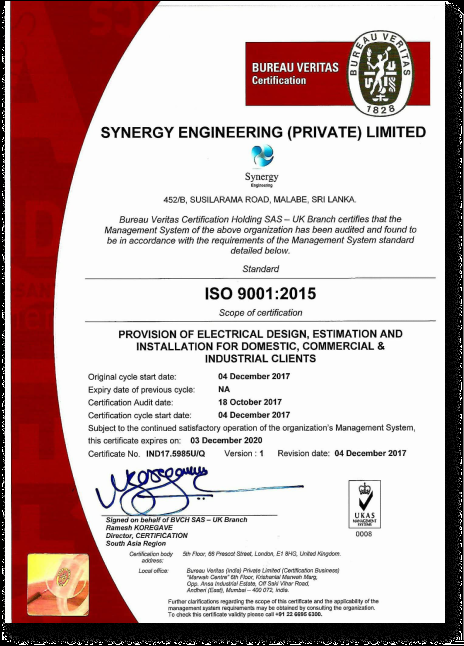 BUREAU VERITAS
Certification
BUREAU VERITAS
1828
SYNERGY ENGINEERING (PRIVATE) LIMITED
Synergy
Engineering
452/B, SUSILARAMA ROAD, MALABE, SRI LANKA.
Bureau Veritas Certification Holding SAS – UK Branch certifies that the
Management System of the above organization has been audited and found to
be in accordance with the requirements of the Management System standard
detailed below.
Standard
ISO 9001:2015
Scope of certification
PROVISION OF ELECTRICAL DESIGN, ESTIMATION AND
INSTALLATION FOR DOMESTIC, COMMERCIAL &
INDUSTRIAL CLIENTS
Original cycle start date: 04 December 2017
Expiry date of previous cycle: NA
Certification Audit date: 18 October 2017
Certification cycle start date: 04 December 2017
Subject to the continued satisfactory operation of the organization's Management System,
this certificate expires on: 03 December 2020
Certificate No. IND17.5985U/Q Version : 1 Revision date: 04 December 2017
Signed on behalf of BVCH SAS – UK Branch
Ramesh KOREGAVE
Director, CERTIFICATION
South Asia Region
UKAS
MANAGEMENT
SYSTEMS
0008
Certification body address: 5th Floor, 66 Prescot Street, London, E1 8HG, United Kingdom.
Local office: Bureau Veritas (India) Private Limited (Certification Business)
"Marwah Centre" 6th Floor, Krishanlal Marwah Marg,
Opp. Ansa Industrial Estate, Off Saki Vihar Road,
Andheri (East), Mumbai – 400 072, India.
Further clarifications regarding the scope of this certificate and the applicability of the
management system requirements may be obtained by consulting the organization.
To check this certificate validity please call +91 22 6695 6300.